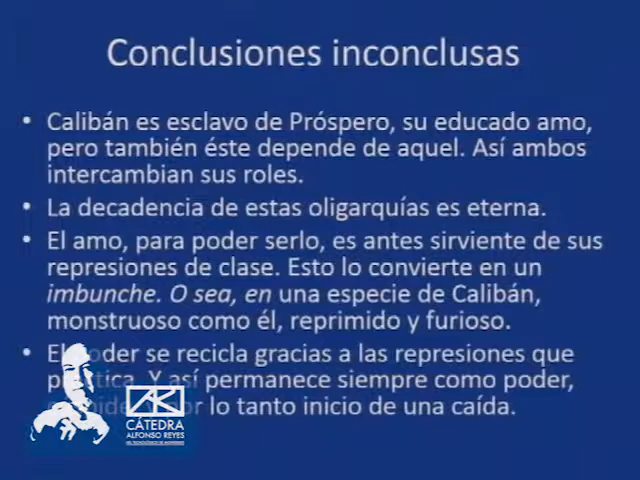 Conclusiones inconclusas
• Calibán es esclavo de Próspero, su educado amo,
pero también éste depende de aquel. Así ambos
intercambian sus roles.
• La decadencia de estas oligarquías es eterna.
• El amo, para poder serlo, es antes sirviente de sus
represiones de clase. Esto lo convierte en un
imbunche. O sea, en una especie de Calibán,
monstruoso como él, reprimido y furioso.
• El poder se recicla gracias a las represiones que
Y así permanece siempre como poder,
por lo tanto inicio de una caída.
CÁTEDRA
ALFONSO REYES